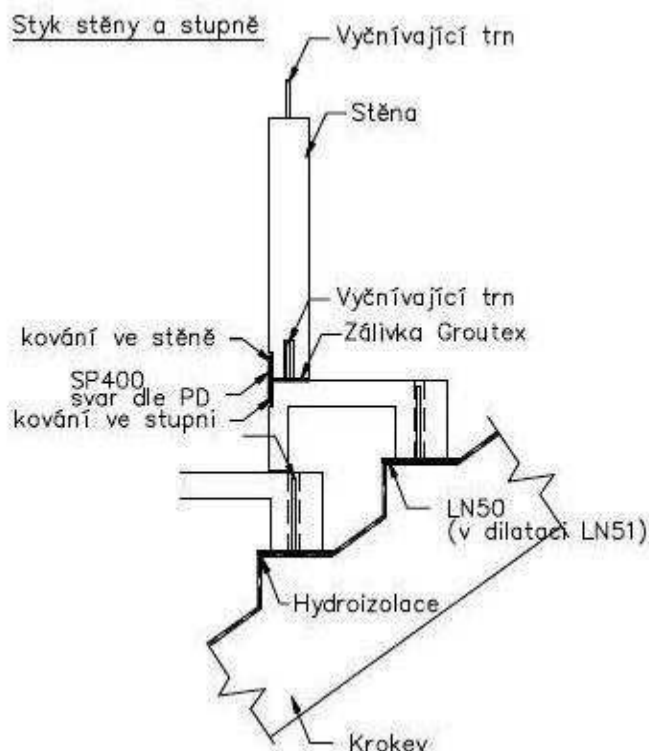 Styk stěny a stupně
Vyčnívající trn
Stěna
Vyčnívající trn
Zálivka Groutex
kování ve stěně
SP400
svar dle PD
kování ve stupni
LN50
(v dilataci LN51)
Hydroizolace
Krokev